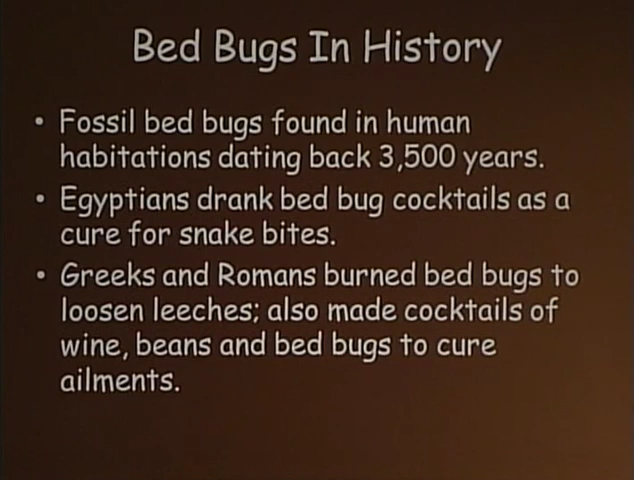 Bed Bugs In History
• Fossil bed bugs found in human
habitations dating back 3,500 years.
• Egyptians drank bed bug cocktails as a
cure for snake bites.
• Greeks and Romans burned bed bugs to
loosen leeches; also made cocktails of
wine, beans and bed bugs to cure
ailments.